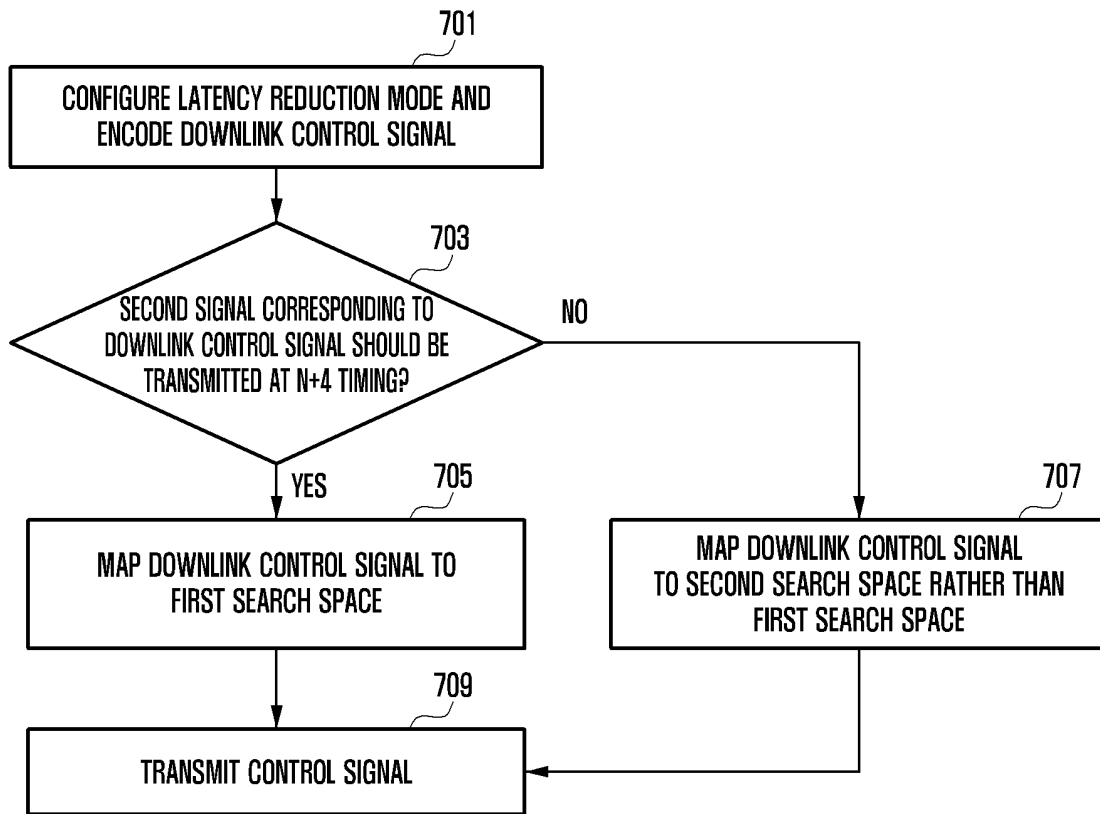 701
CONFIGURE LATENCY REDUCTION MODE AND
ENCODE DOWNLINK CONTROL SIGNAL
703
SECOND SIGNAL CORRESPONDING TO
DOWNLINK CONTROL SIGNAL SHOULD BE
TRANSMITTED AT N+4 TIMING?
NO
YES
705
MAP DOWNLINK CONTROL SIGNAL TO
FIRST SEARCH SPACE
707
MAP DOWNLINK CONTROL SIGNAL
TO SECOND SEARCH SPACE RATHER THAN
FIRST SEARCH SPACE
709
TRANSMIT CONTROL SIGNAL